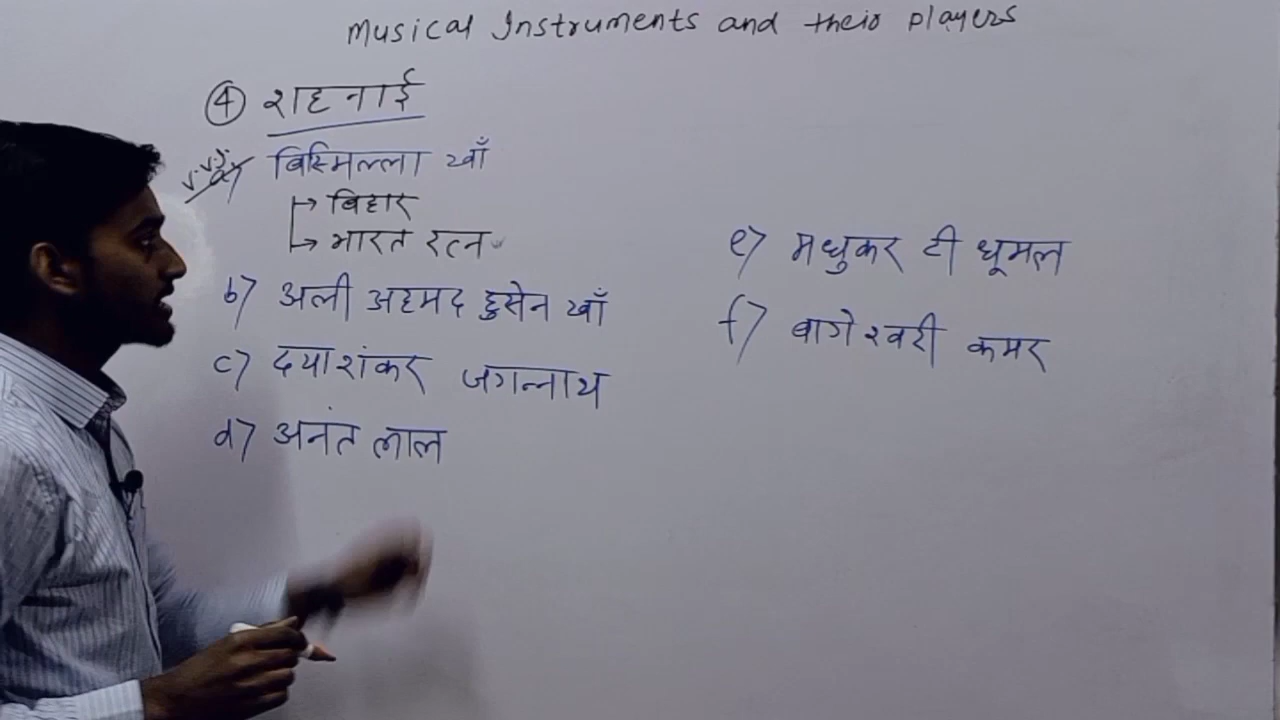 Musical Instruments and their players
④ शहनाई
v.v.I. a) बिस्मिल्ला खाँ
→ बिहार
→ भारत रत्न
b) अली अहमद हुसेन खाँ
c) दयाशंकर जगन्नाथ
d) अनंत लाल
e) मधुकर टी धूमल
f) बागेश्वरी कमर